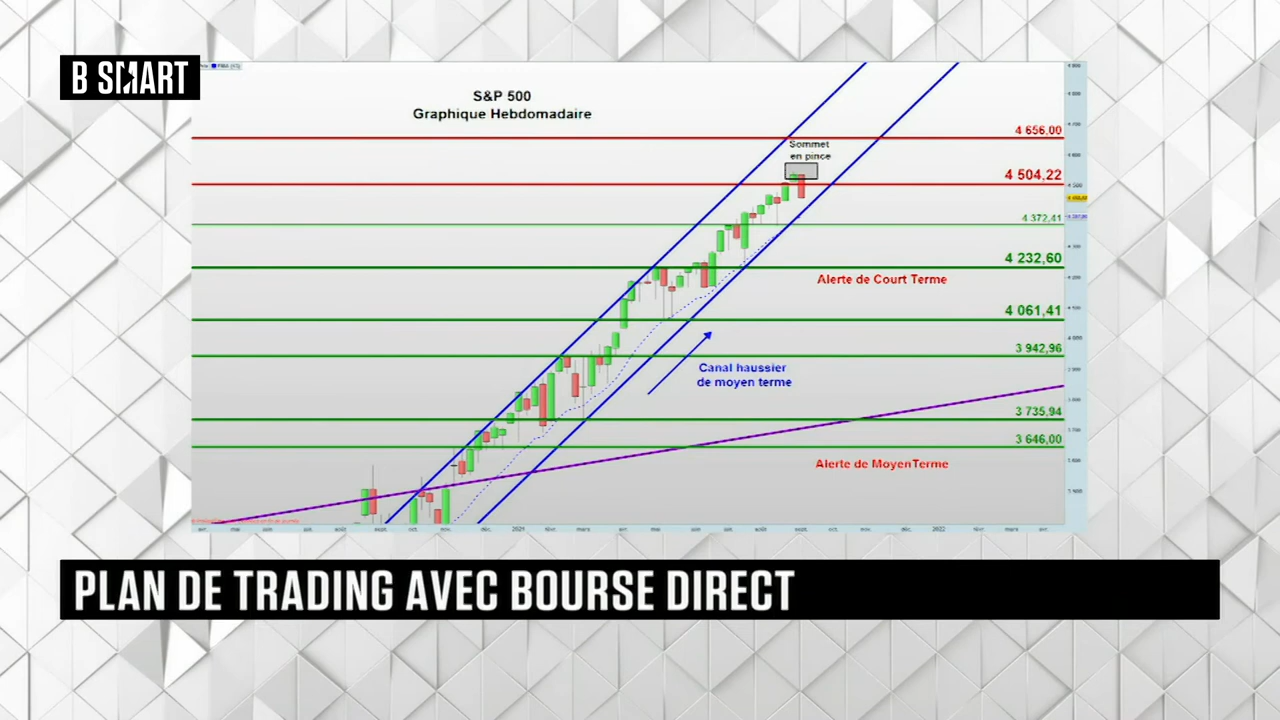 B SMART
S&P 500
Graphique Hebdomadaire
4 656,00
Sommet
en pince
4 504,22
4 372,41
4 232,60
Alerte de Court Terme
4 061,41
3 942,96
Canal haussier
de moyen terme
3 735,94
3 646,00
Alerte de MoyenTerme
2021
2022
PLAN DE TRADING AVEC BOURSE DIRECT